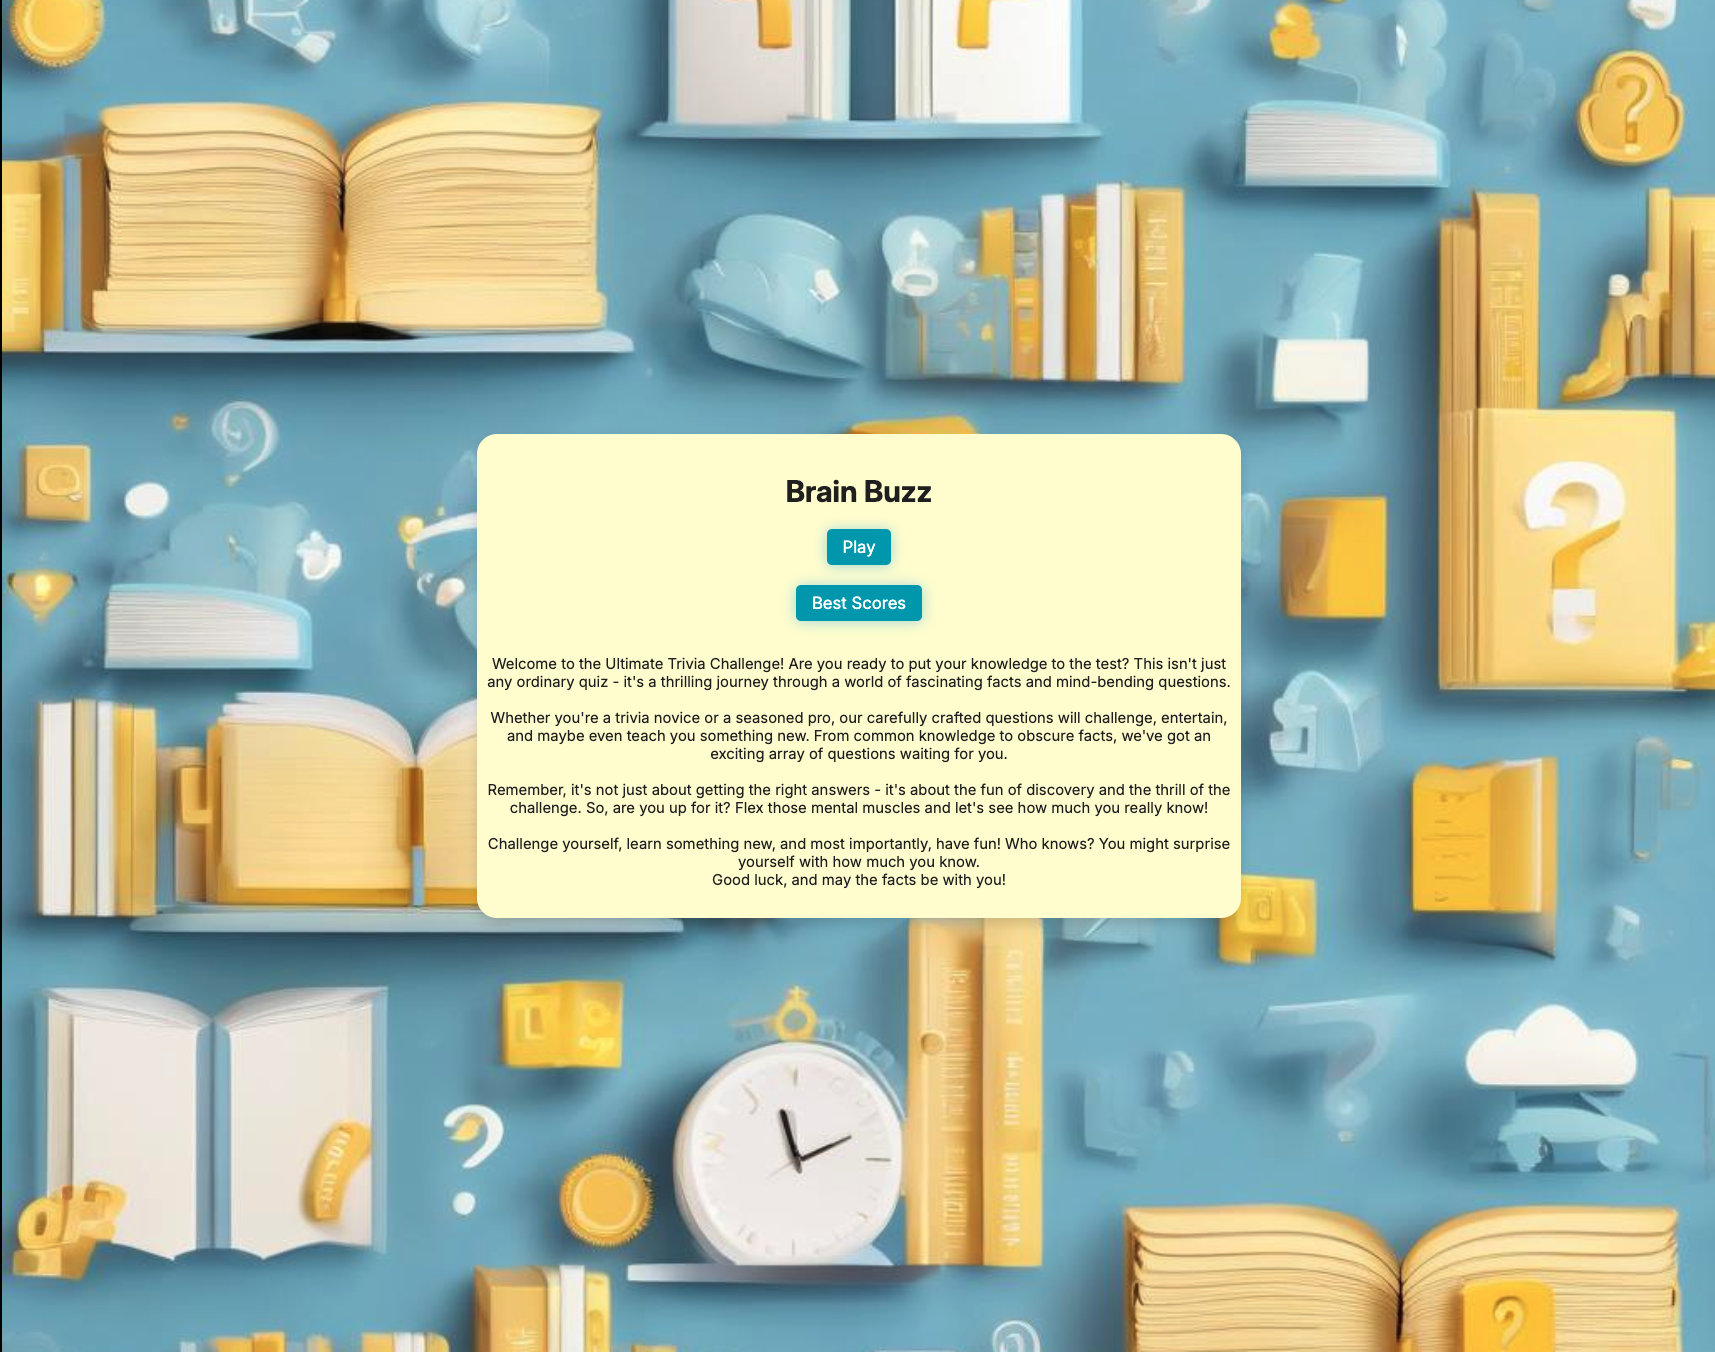 Brain Buzz
Play
Best Scores
Welcome to the Ultimate Trivia Challenge! Are you ready to put your knowledge to the test? This isn't just
any ordinary quiz - it's a thrilling journey through a world of fascinating facts and mind-bending questions.
Whether you're a trivia novice or a seasoned pro, our carefully crafted questions will challenge, entertain,
and maybe even teach you something new. From common knowledge to obscure facts, we've got an
exciting array of questions waiting for you.
Remember, it's not just about getting the right answers - it's about the fun of discovery and the thrill of the
challenge. So, are you up for it? Flex those mental muscles and let's see how much you really know!
Challenge yourself, learn something new, and most importantly, have fun! Who knows? You might surprise
yourself with how much you know.
Good luck, and may the facts be with you!